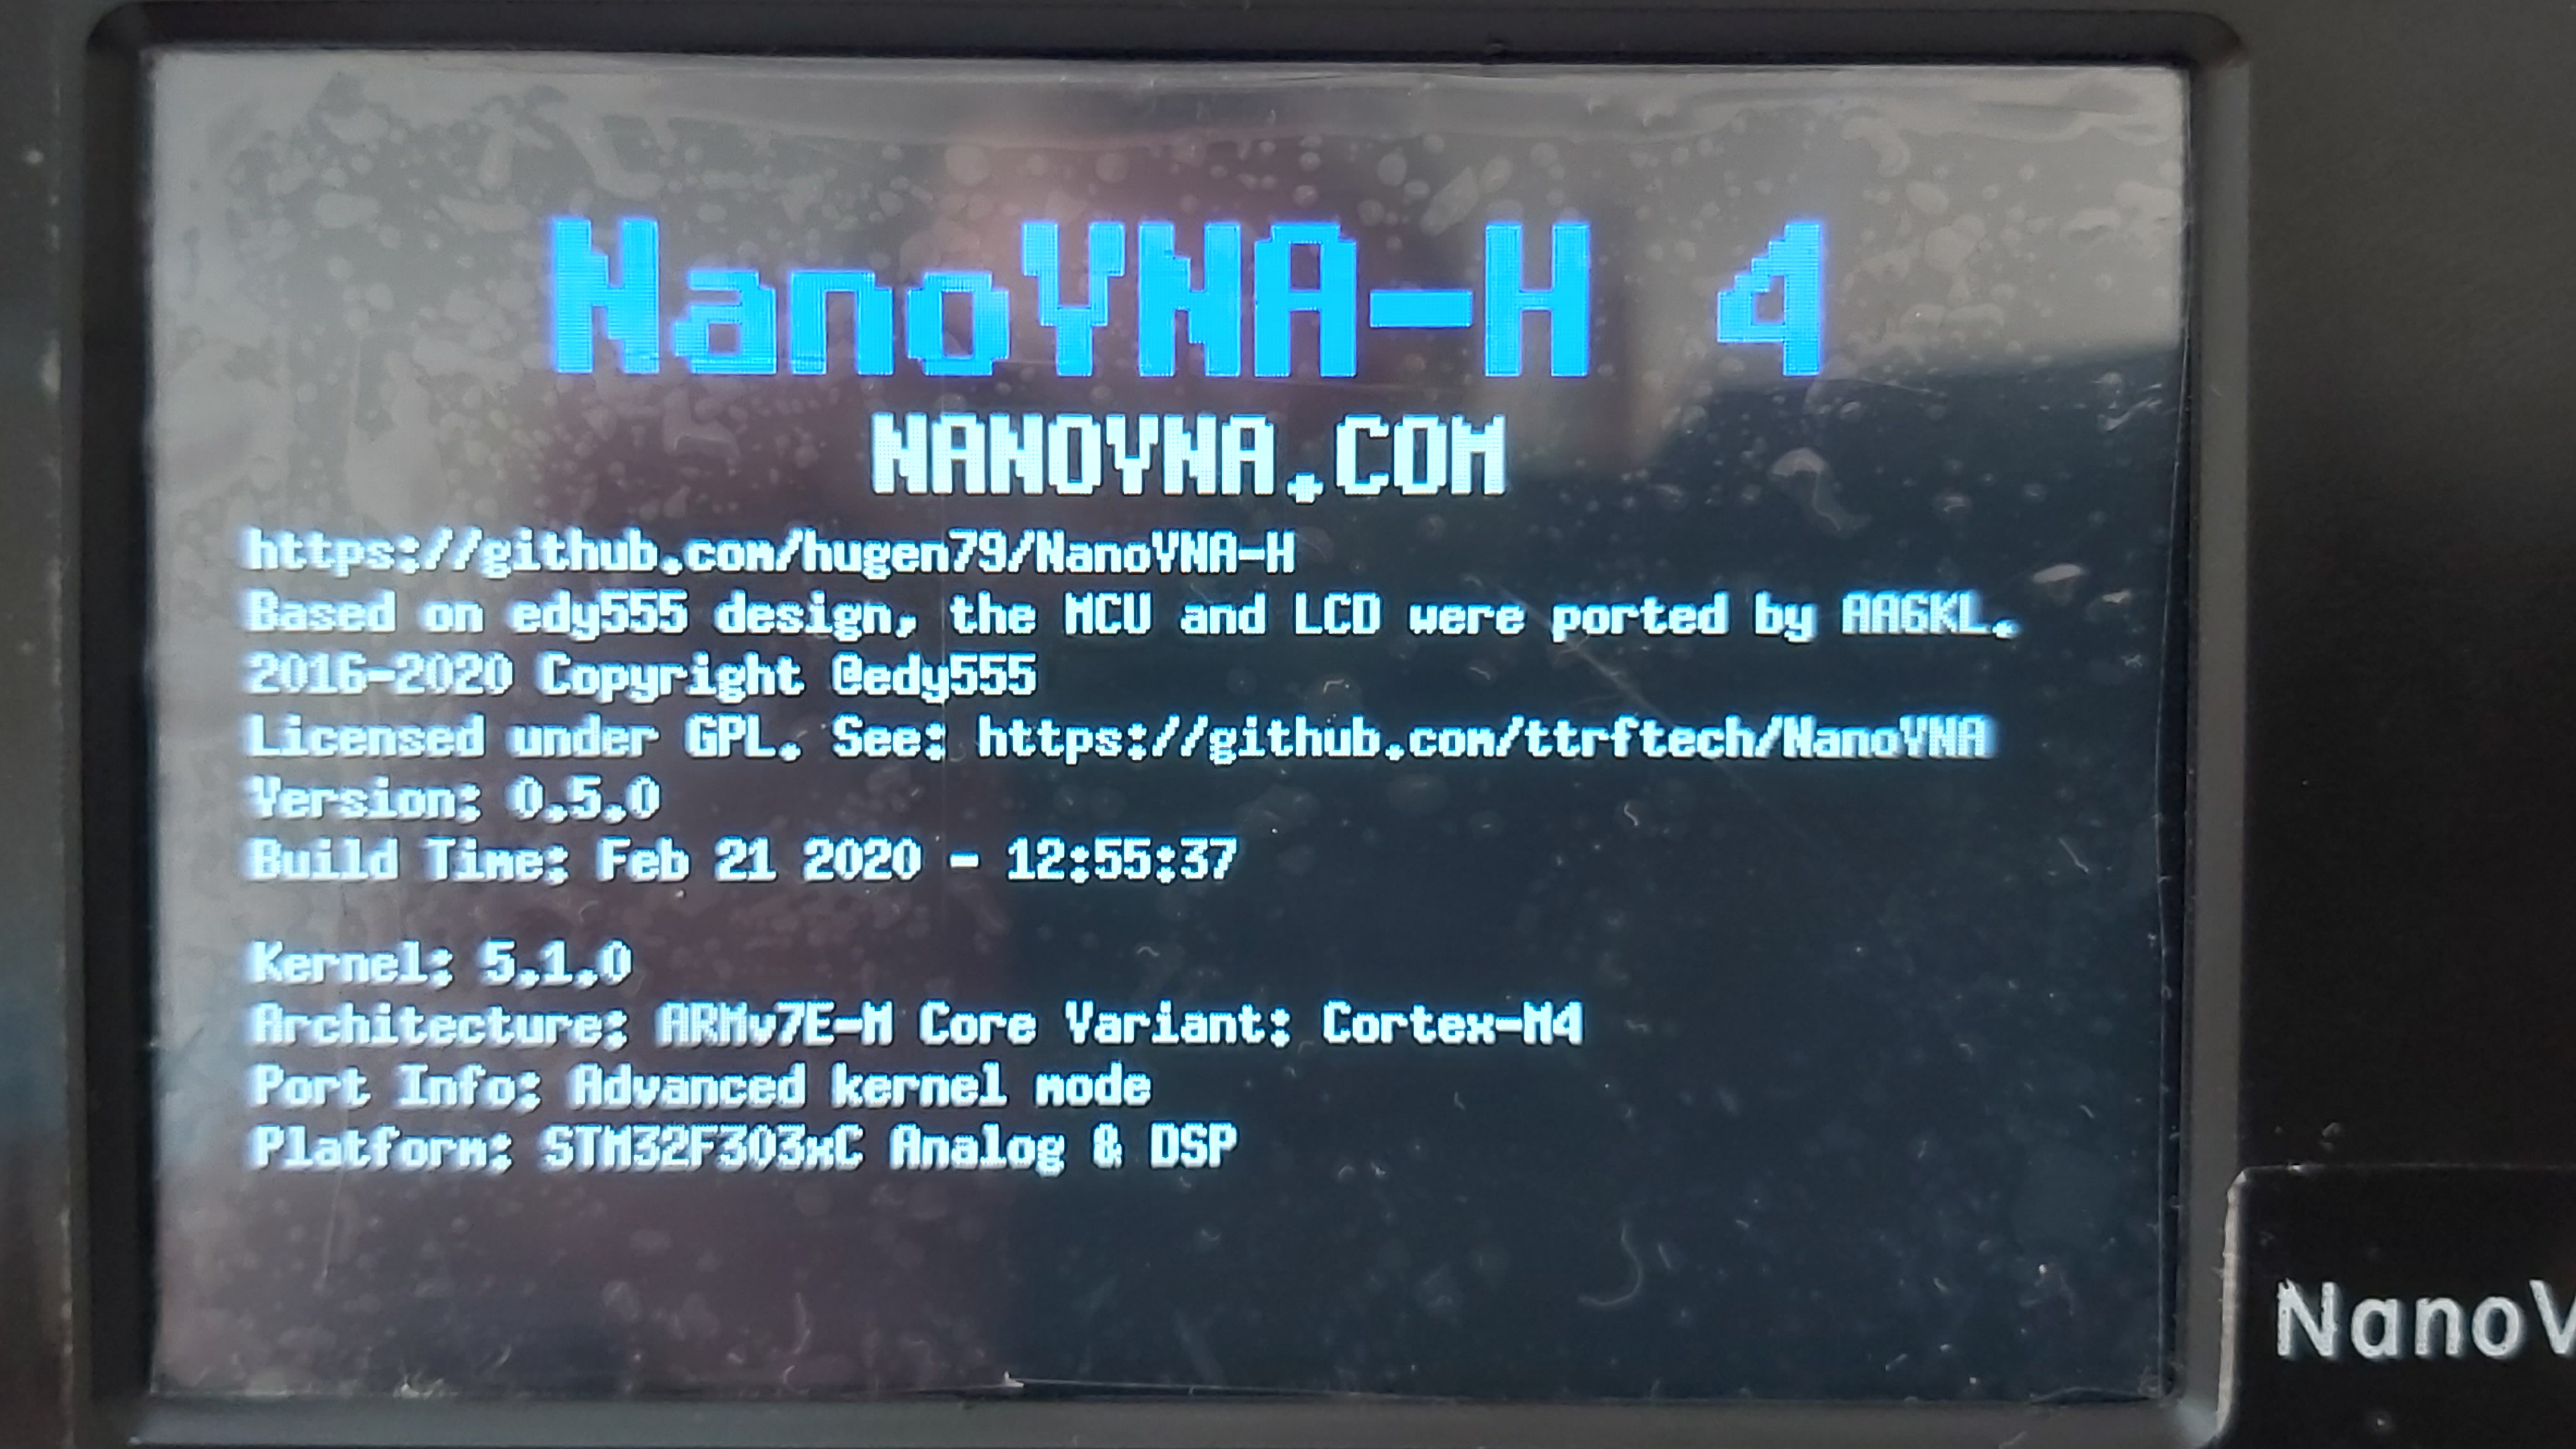 NanoVNA-H 4
NANOVNA.COM
https://github.com/hugen79/NanoVNA-H
Based on edy555 design, the MCU and LCD were ported by AA6KL.
2016-2020 Copyright @edy555
Licensed under GPL. See: https://github.com/ttrftech/NanoVNA
Version: 0.5.0
Build Time: Feb 21 2020 - 12:55:37
Kernel: 5.1.0
Architecture: ARMv7E-M Core Variant: Cortex-M4
Port Info: Advanced kernel mode
Platform: STM32F303xC Analog & DSP
NanoV